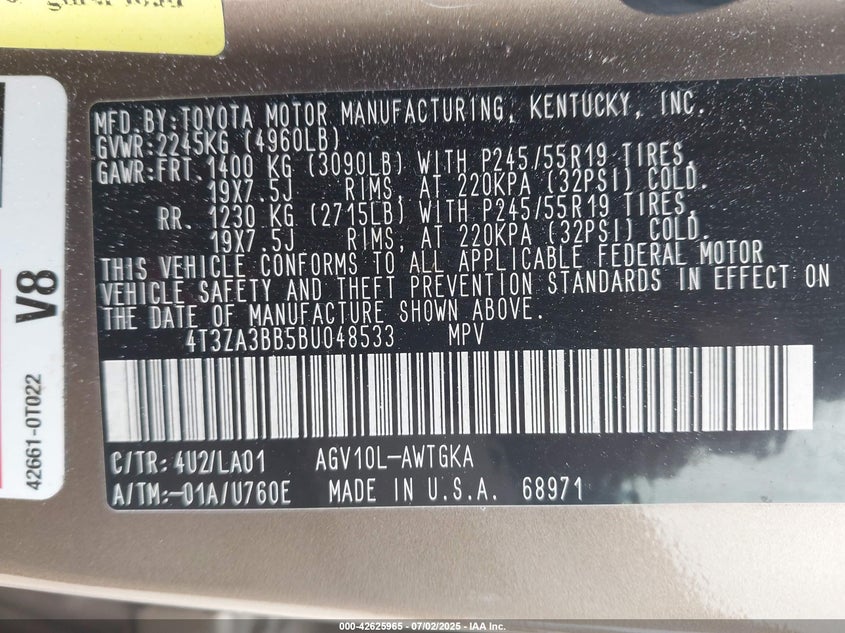 MFD. BY: TOYOTA MOTOR MANUFACTURING, KENTUCKY, INC.
GVWR: 2245KG (4960LB)
GAWR: FRT. 1400 KG (3090LB) WITH P245/55R19 TIRES,
19X7.5J RIMS, AT 220KPA (32PSI) COLD.
RR. 1230 KG (2715LB) WITH P245/55R19 TIRES,
19X7.5J RIMS, AT 220KPA (32PSI) COLD.
THIS VEHICLE CONFORMS TO ALL APPLICABLE FEDERAL MOTOR
VEHICLE SAFETY AND THEFT PREVENTION STANDARDS IN EFFECT ON
THE DATE OF MANUFACTURE SHOWN ABOVE.
4T3ZA3BB5BU048533 MPV
C/TR: 4U2/LA01 AGV10L-AWTGKA
A/TM:-01A/U760E MADE IN U.S.A. 68971
V8
42661-0T022
000-42625965 - 07/02/2025 - IAA Inc.